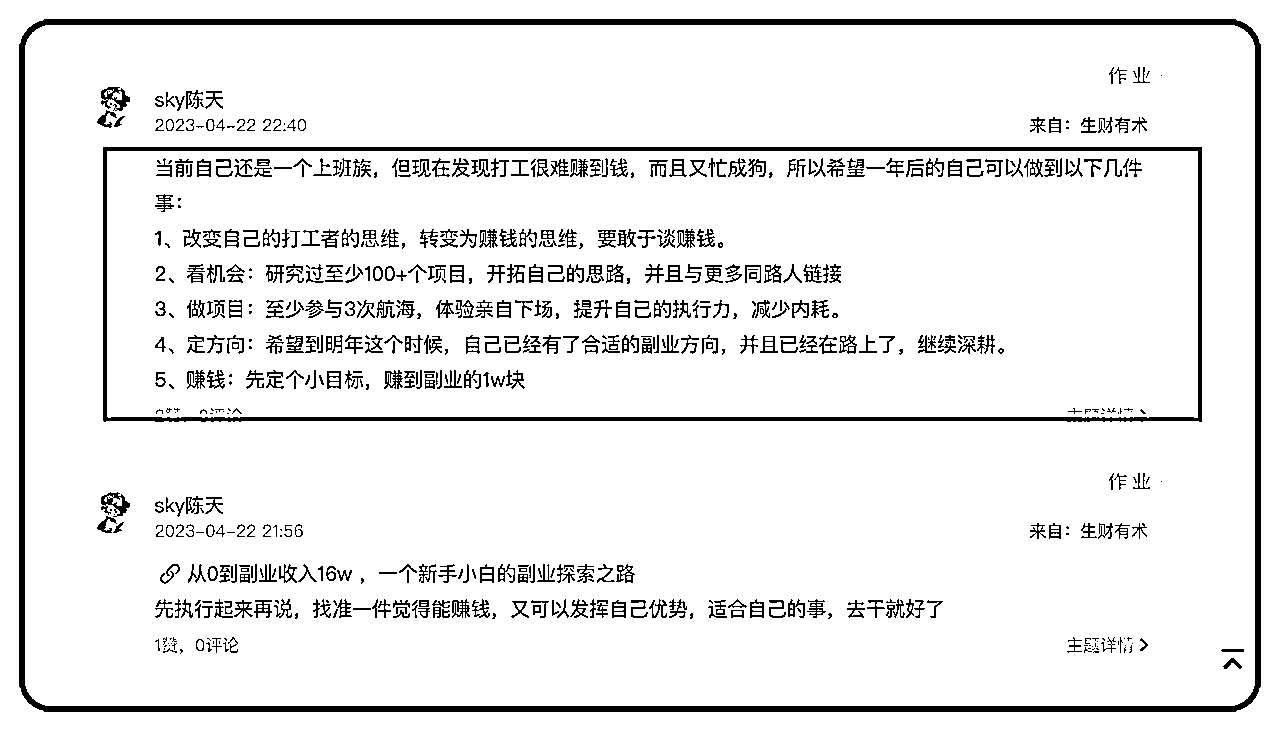 作业
sky陈天
2023-04-22 22:40
来自：生财有术
当前自己还是一个上班族，但现在发现打工很难赚到钱，而且又忙成狗，所以希望一年后的自己可以做到以下几件
事：
1、改变自己的打工者的思维，转变为赚钱的思维，要敢于谈赚钱。
2、看机会：研究过至少100+个项目，开拓自己的思路，并且与更多同路人链接
3、做项目：至少参与3次航海，体验亲自下场，提升自己的执行力，减少内耗。
4、定方向：希望到明年这个时候，自己已经有了合适的副业方向，并且已经在路上了，继续深耕。
5、赚钱：先定个小目标，赚到副业的1w块
2赞，0评论
主题详情
作业
sky陈天
2023-04-22 21:56
来自：生财有术
从0到副业收入16w ，一个新手小白的副业探索之路
先执行起来再说，找准一件觉得能赚钱，又可以发挥自己优势，适合自己的事，去干就好了
1赞，0评论
主题详情